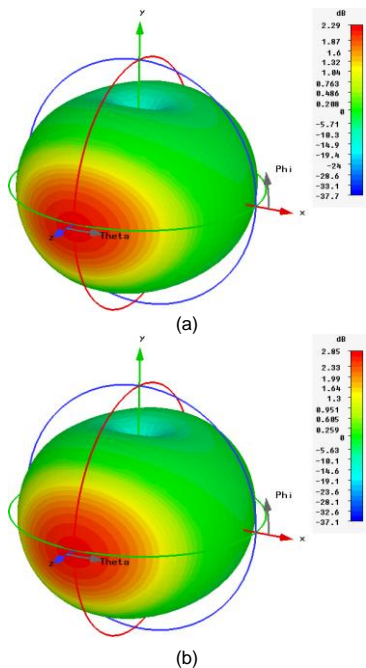 dB
y
2.29
1.87
1.6
1.32
1.04
0.763
0.486
0.208
0
-5.71
-10.3
-14.9
-19.4
-24
-28.6
-33.1
-37.7
Phi
x
z
Theta
(a)
dB
y
2.85
2.33
1.99
1.64
1.3
0.951
0.605
0.259
0
-5.63
-10.1
-14.6
-19.1
-23.6
-28.1
-32.6
-37.1
Phi
x
z
Theta
(b)